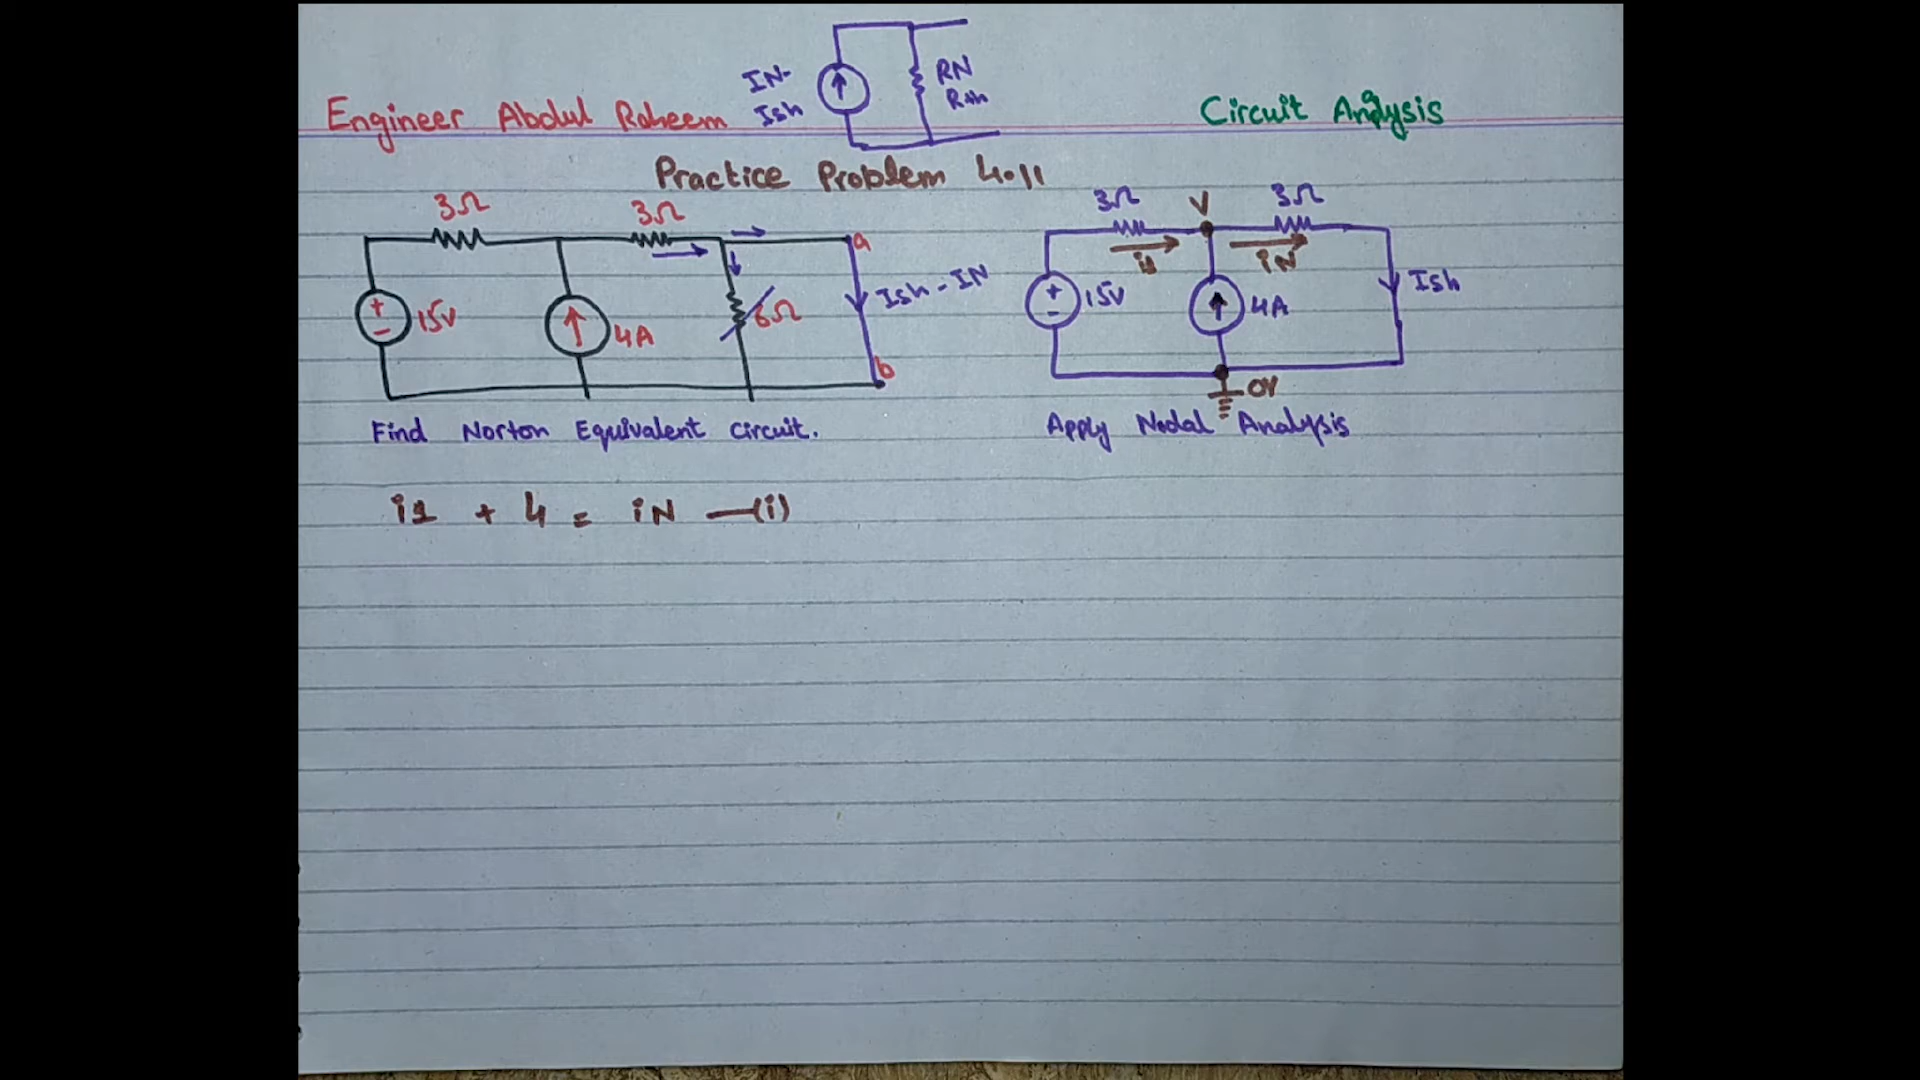 IN-
Ish
RN
Rth
Engineer Abdul Raheem
Circuit Analysis
Practice Problem 4.11
3Ω
3Ω
15v
4A
6Ω
a
b
Ish - IN
3Ω
V
3Ω
i1
iN
15v
4A
Ish
0V
Find Norton Equivalent Circuit.
Apply Nodal Analysis
i1 + 4 = iN —(i)